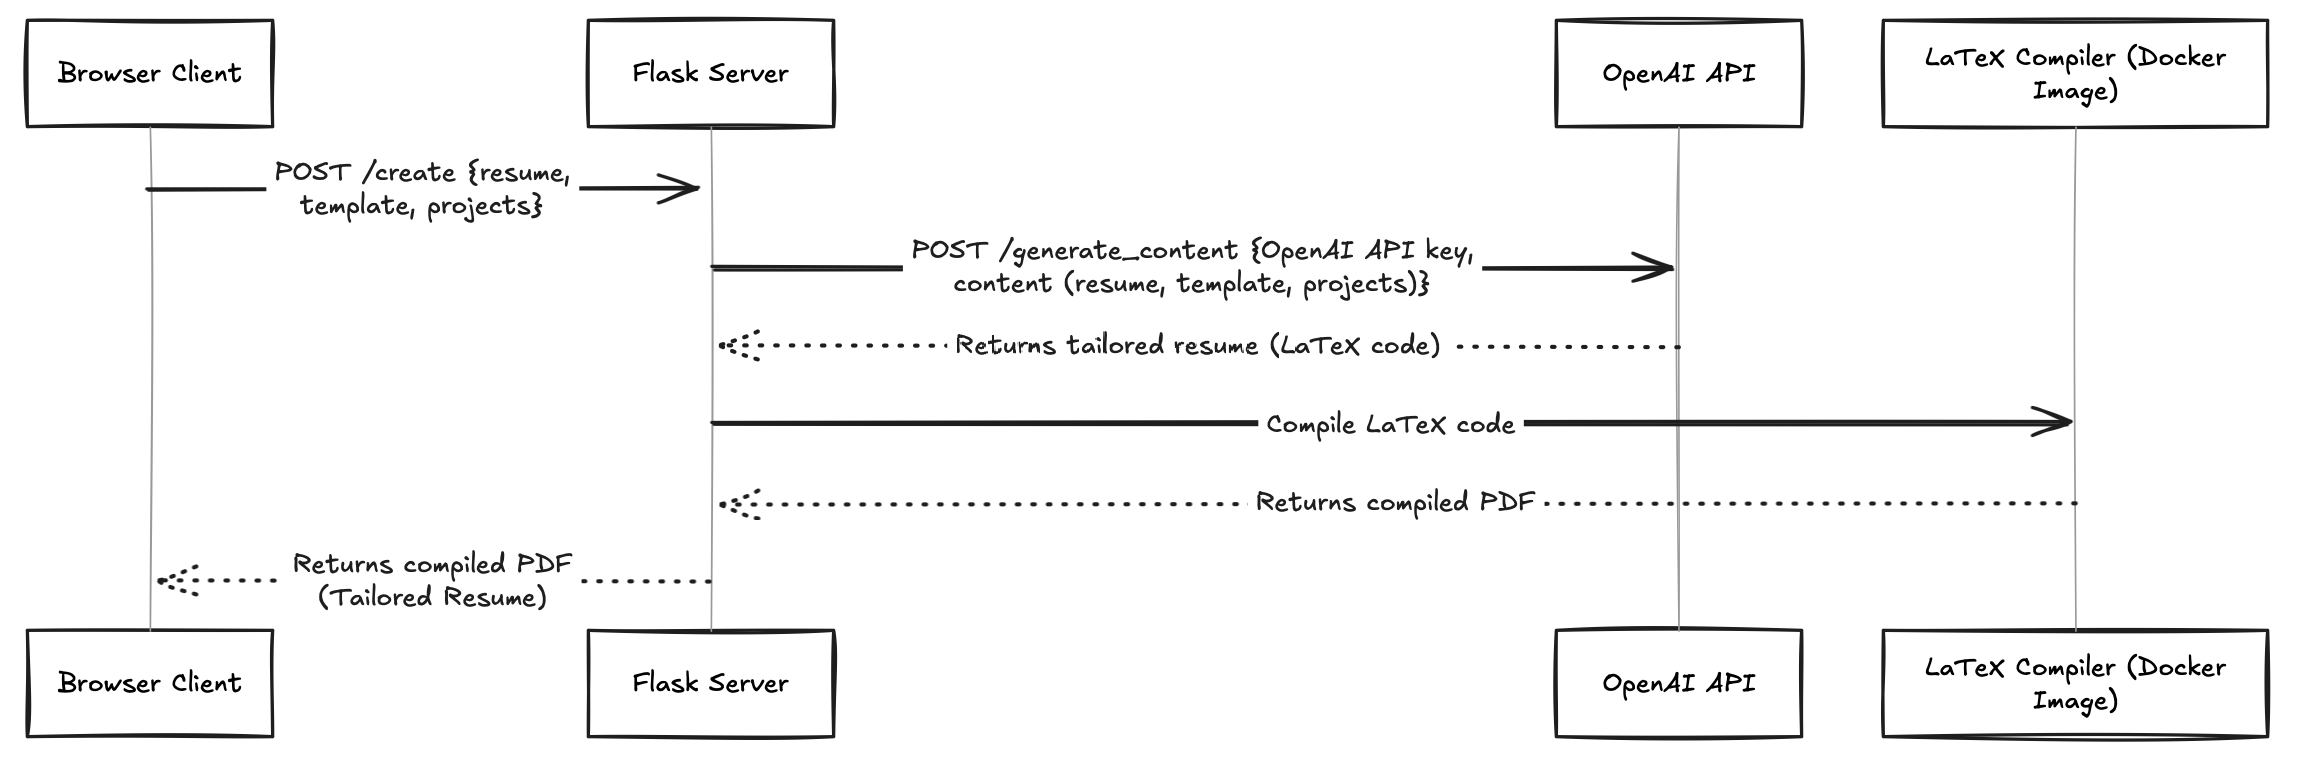 Browser Client
Flask Server
OpenAI API
LaTeX Compiler (Docker
Image)
POST /create {resume,
template, projects}
POST /generate_content {OpenAI API key,
content (resume, template, projects)}
Returns tailored resume (LaTeX code)
Compile LaTeX code
Returns compiled PDF
Returns compiled PDF
(Tailored Resume)
Browser Client
Flask Server
OpenAI API
LaTeX Compiler (Docker
Image)